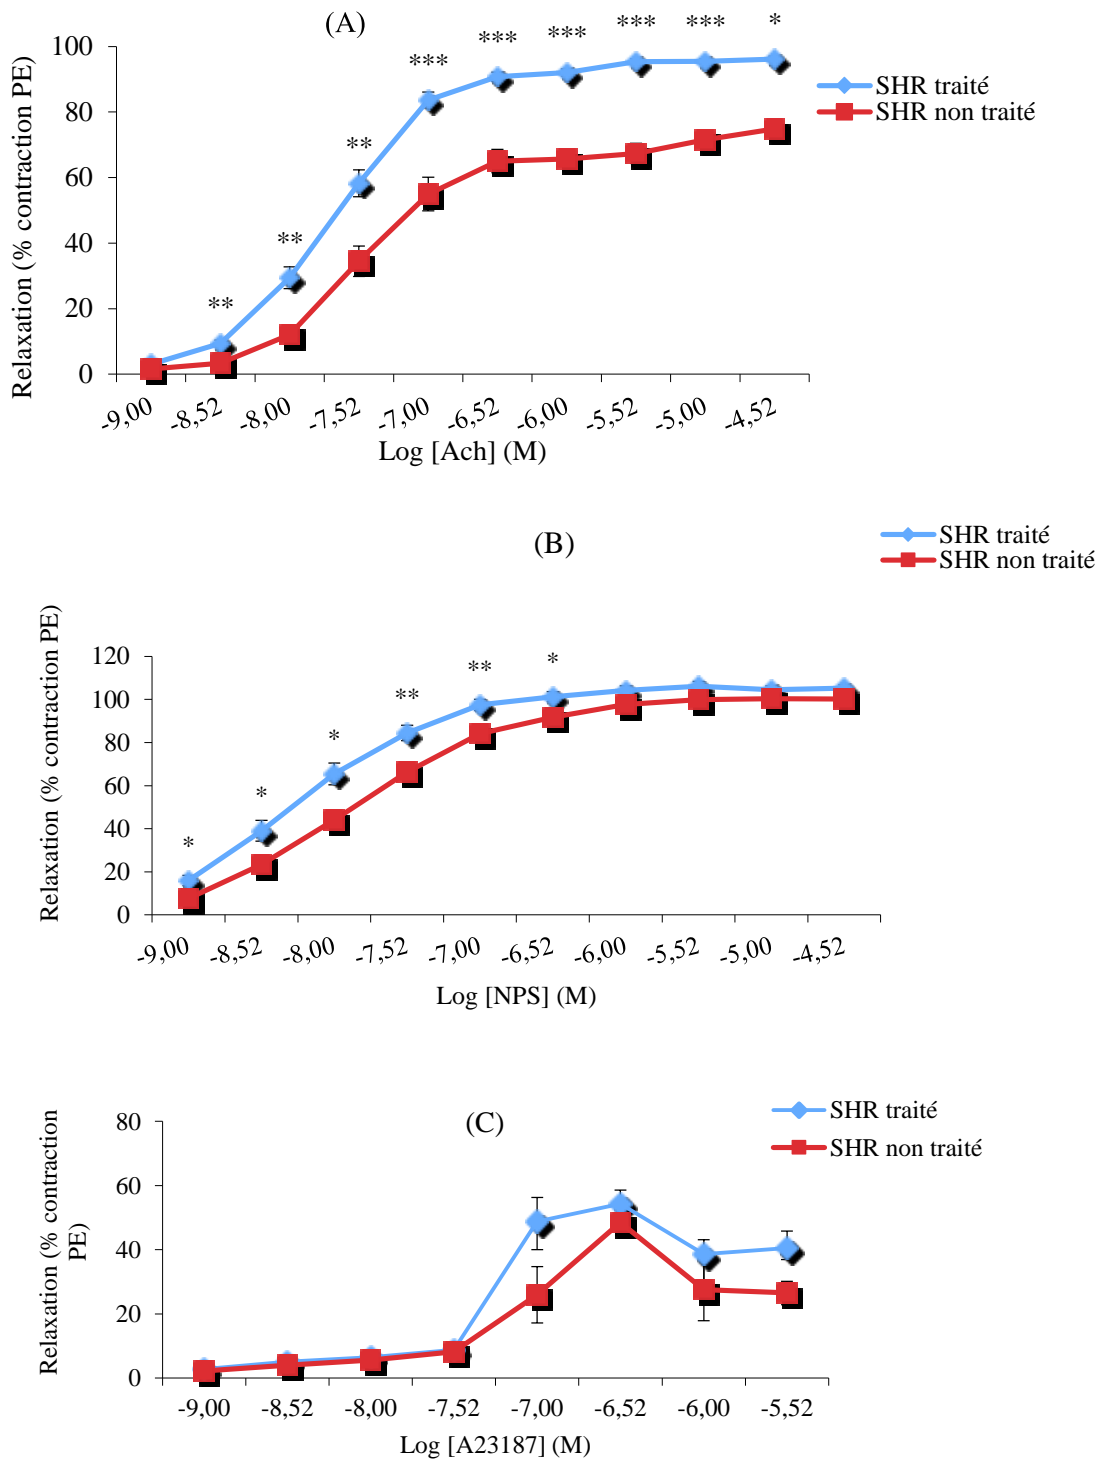 (A)
*** *** *** *** *** *
** ** **
SHR traité
SHR non traité
Relaxation (% contraction PE)
100
80
60
40
20
0
-9,00 -8,52 -8,00 -7,52 -7,00 -6,52 -6,00 -5,52 -5,00 -4,52
Log [Ach] (M)
(B)
SHR traité
SHR non traité
Relaxation (% contraction PE)
* * * ** ** *
120
100
80
60
40
20
0
-9,00 -8,52 -8,00 -7,52 -7,00 -6,52 -6,00 -5,52 -5,00 -4,52
Log [NPS] (M)
(C)
SHR traité
SHR non traité
Relaxation (% contraction
PE)
80
60
40
20
0
-9,00 -8,52 -8,00 -7,52 -7,00 -6,52 -6,00 -5,52
Log [A23187] (M)